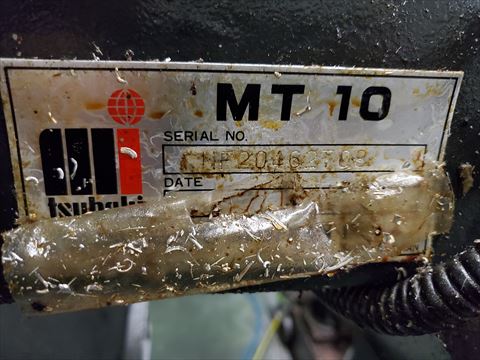 MT 10
SERIAL NO.
DATE
tsubaki